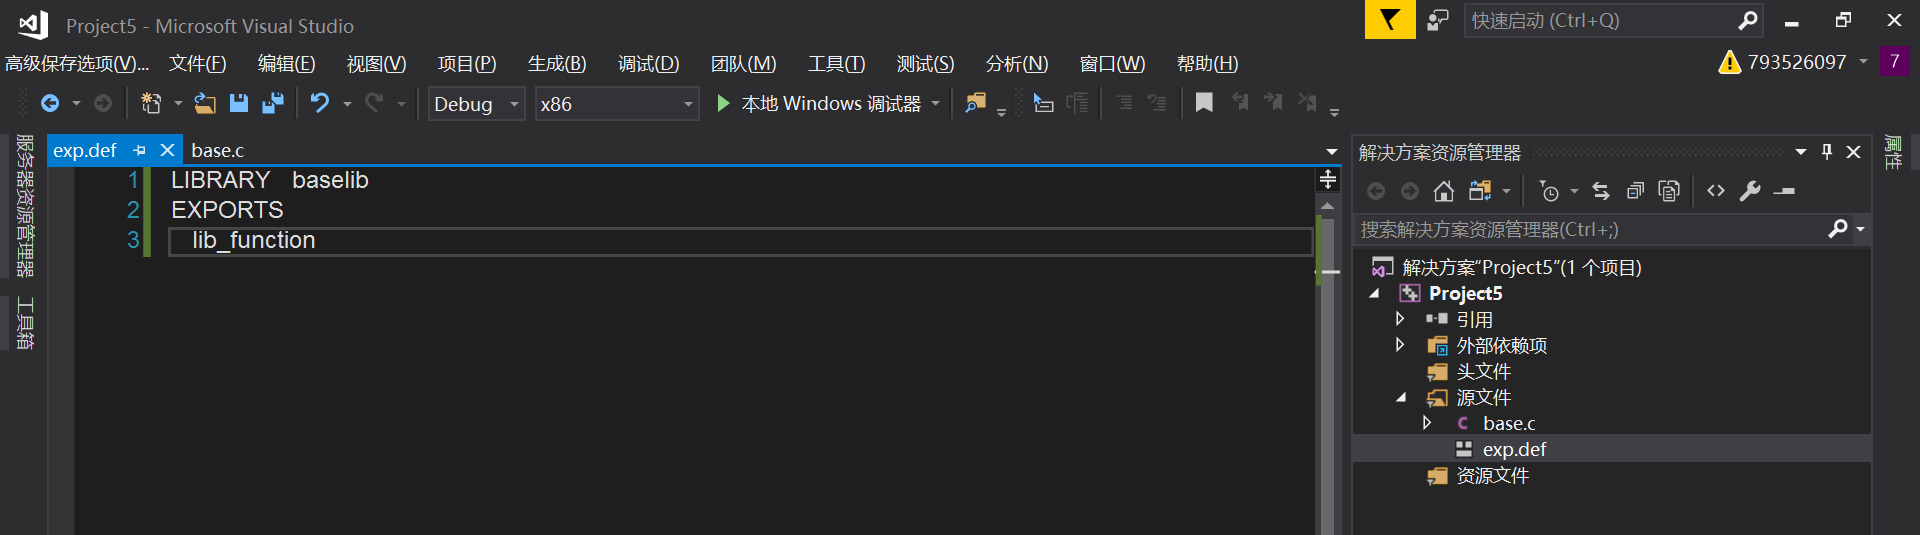 Project5 - Microsoft Visual Studio
快速启动 (Ctrl+Q)
高级保存选项(V)... 文件(F) 编辑(E) 视图(V) 项目(P) 生成(B) 调试(D) 团队(M) 工具(T) 测试(S) 分析(N) 窗口(W) 帮助(H)
793526097
7
Debug
x86
本地 Windows 调试器
服务器资源管理器
工具箱
exp.def
base.c
1 LIBRARY baselib
2 EXPORTS
3 lib_function
解决方案资源管理器
搜索解决方案资源管理器(Ctrl+;)
解决方案“Project5”(1 个项目)
Project5
引用
外部依赖项
头文件
源文件
base.c
exp.def
资源文件
属性